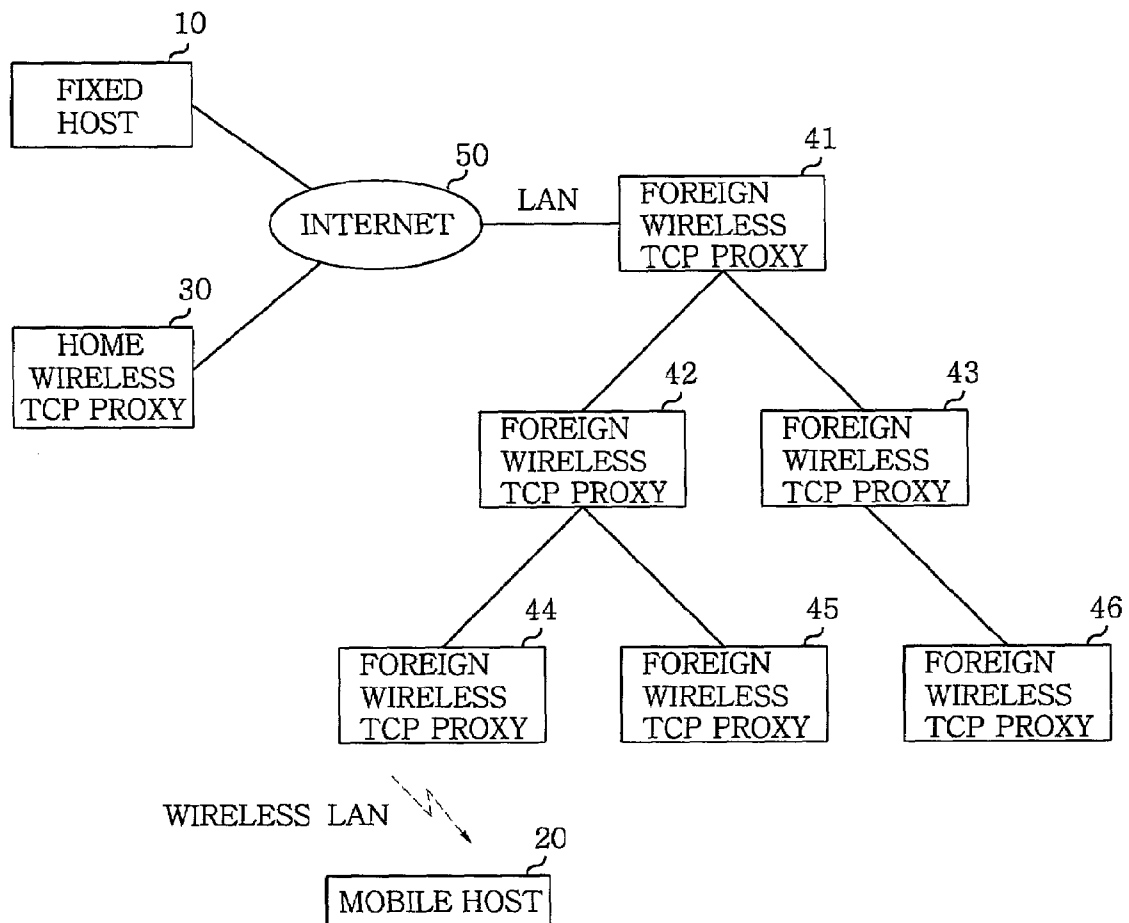 10
FIXED
HOST
50
INTERNET
LAN
41
FOREIGN
WIRELESS
TCP PROXY
30
HOME
WIRELESS
TCP PROXY
42
FOREIGN
WIRELESS
TCP PROXY
43
FOREIGN
WIRELESS
TCP PROXY
44
FOREIGN
WIRELESS
TCP PROXY
45
FOREIGN
WIRELESS
TCP PROXY
46
FOREIGN
WIRELESS
TCP PROXY
WIRELESS LAN
20
MOBILE HOST